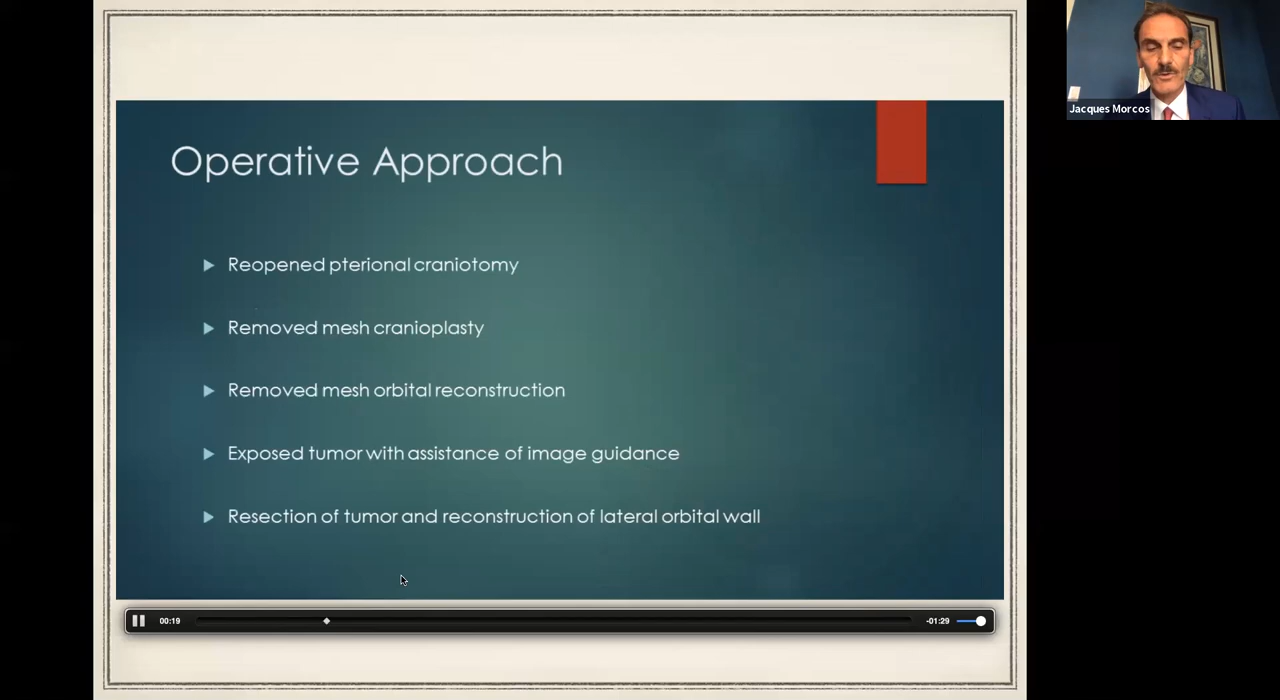 Operative Approach
Reopened pterional craniotomy
Removed mesh cranioplasty
Removed mesh orbital reconstruction
Exposed tumor with assistance of image guidance
Resection of tumor and reconstruction of lateral orbital wall
00:19
-01:29
Jacques Morcos